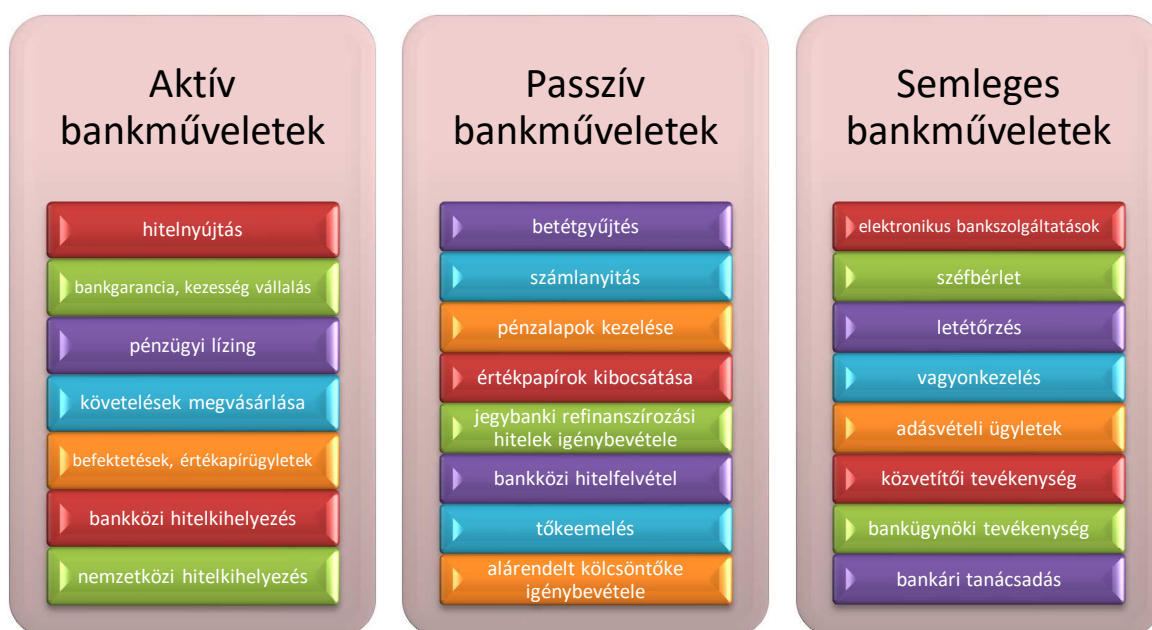 Aktív
bankműveletek
hitelnyújtás
bankgarancia, kezesség vállalás
pénzügyi lízing
követelések megvásárlása
befektetések, értékapírügyletek
bankközi hitelkihelyezés
nemzetközi hitelkihelyezés
Passzív
bankműveletek
betétgyűjtés
számlanyitás
pénzalapok kezelése
értékpapírok kibocsátása
jegybanki refinanszírozási
hitelek igénybevétele
bankközi hitelfelvétel
tőkeemelés
alárendelt kölcsöntőke
igénybevétele
Semleges
bankműveletek
elektronikus bankszolgáltatások
széfbérlet
letétőrzés
vagyonkezelés
adásvételi ügyletek
közvetítői tevékenység
bankügynöki tevékenység
bankári tanácsadás